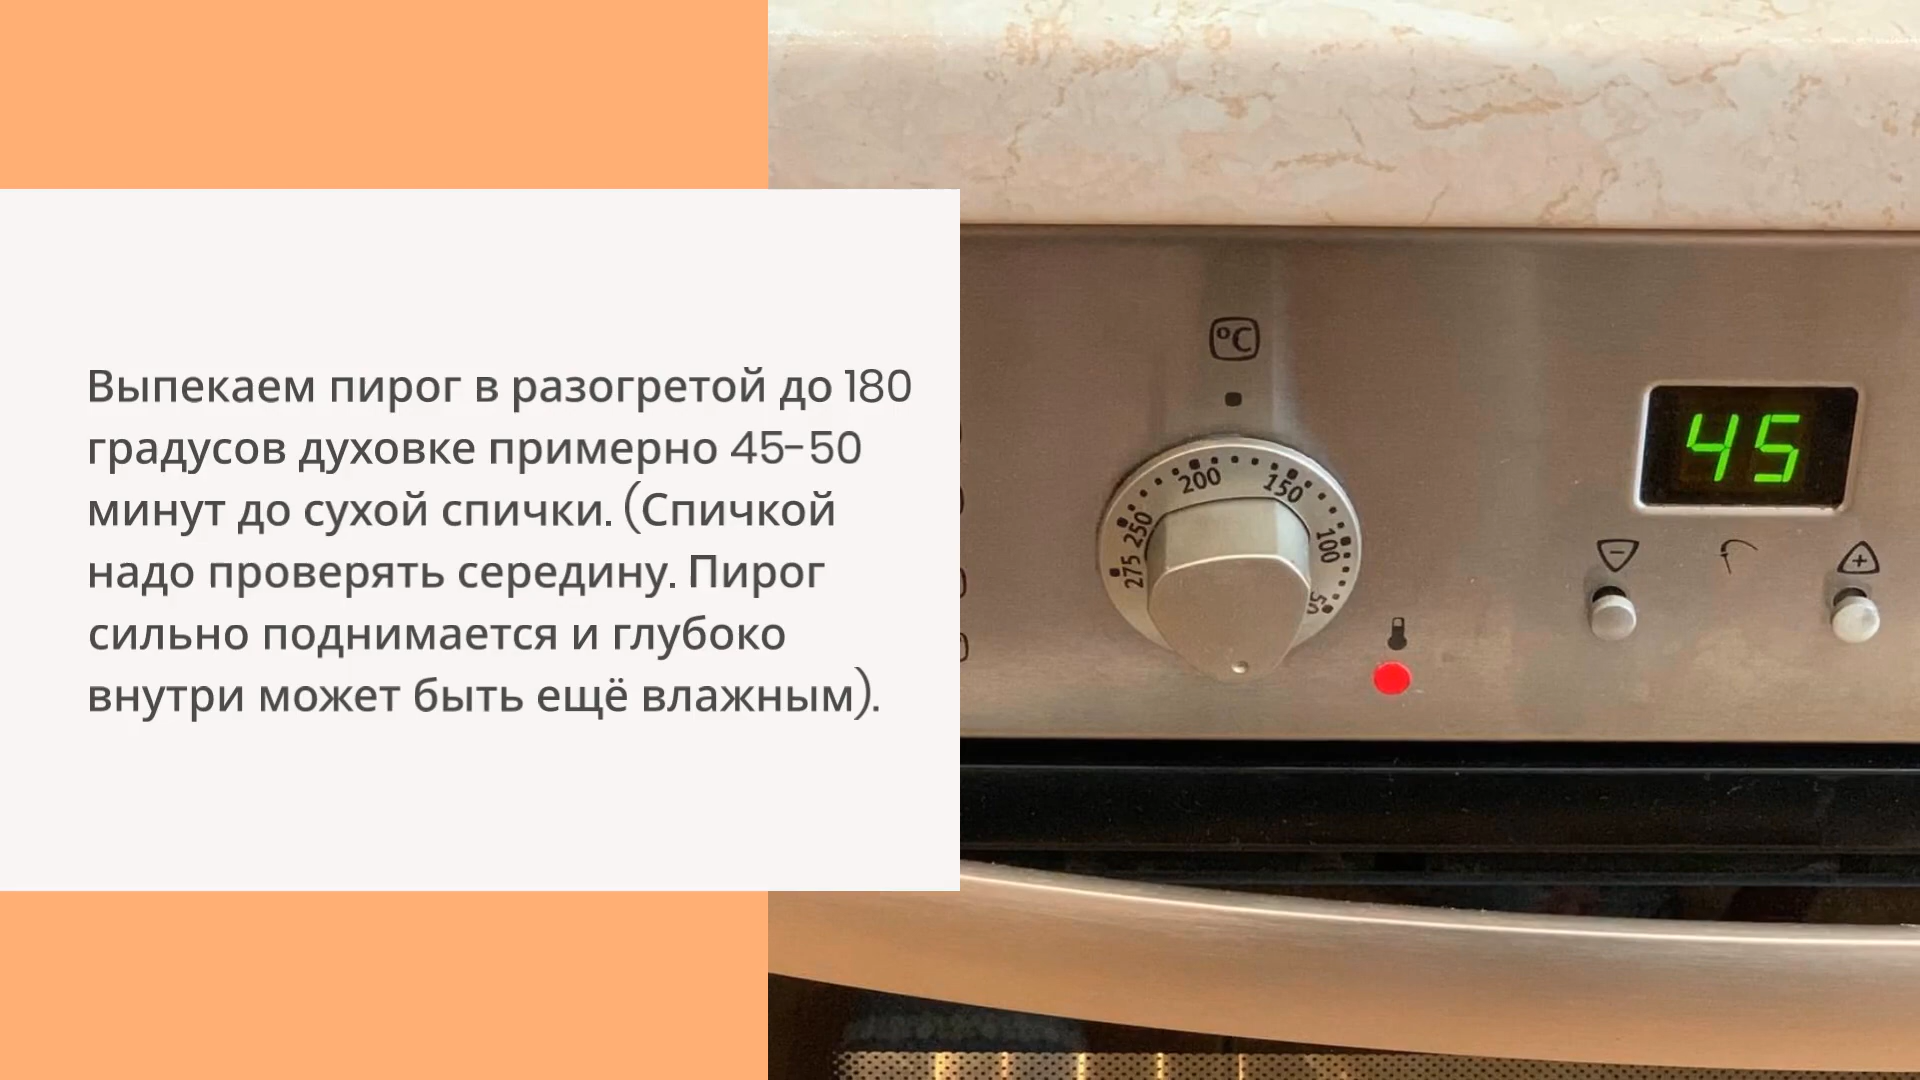 Выпекаем пирог в разогретой до 180
градусов духовке примерно 45-50
минут до сухой спички. (Спичкой
надо проверять середину. Пирог
сильно поднимается и глубоко
внутри может быть ещё влажным).
°C
200
150
250
100
275
50
45